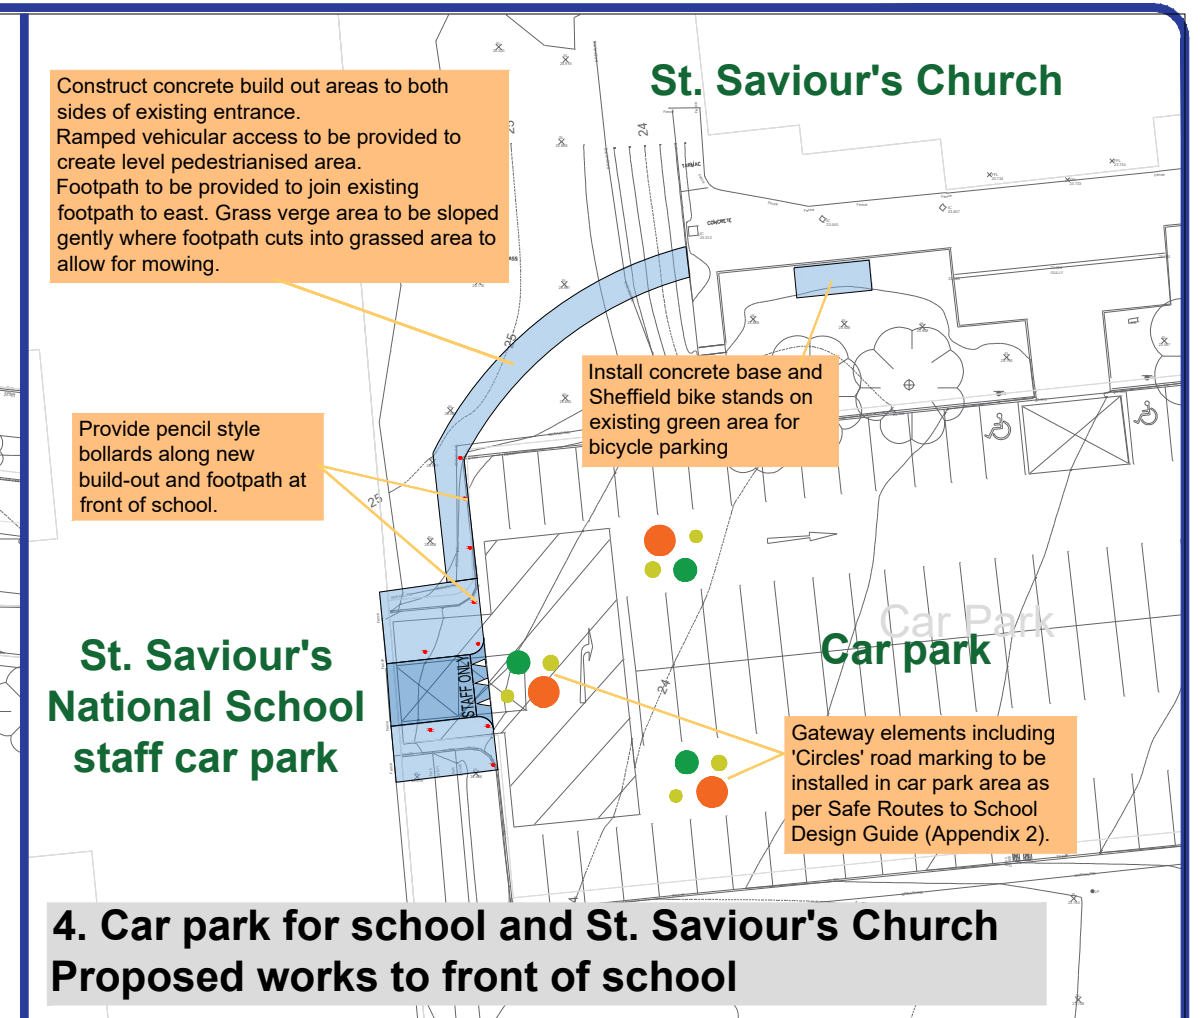 St. Saviour's Church
Construct concrete build out areas to both
sides of existing entrance.
Ramped vehicular access to be provided to
create level pedestrianised area.
Footpath to be provided to join existing
footpath to east. Grass verge area to be sloped
gently where footpath cuts into grassed area to
allow for mowing.
24
TARMAC
CONCRETE
25
Install concrete base and
Sheffield bike stands on
existing green area for
bicycle parking
Provide pencil style
bollards along new
build-out and footpath at
front of school.
25
Car Park
Car park
St. Saviour's
National School
staff car park
STAFF ONLY
24
Gateway elements including
'Circles' road marking to be
installed in car park area as
per Safe Routes to School
Design Guide (Appendix 2).
4. Car park for school and St. Saviour's Church
Proposed works to front of school